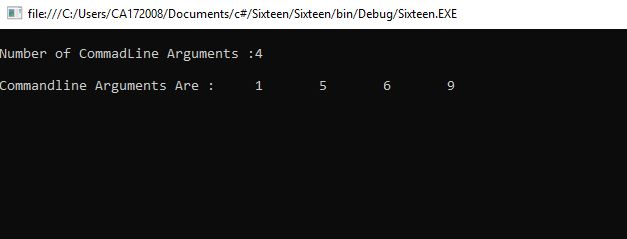 file:///C:/Users/CA172008/Documents/c#/Sixteen/Sixteen/bin/Debug/Sixteen.EXE
Number of CommadLine Arguments :4
Commandline Arguments Are : 1 5 6 9